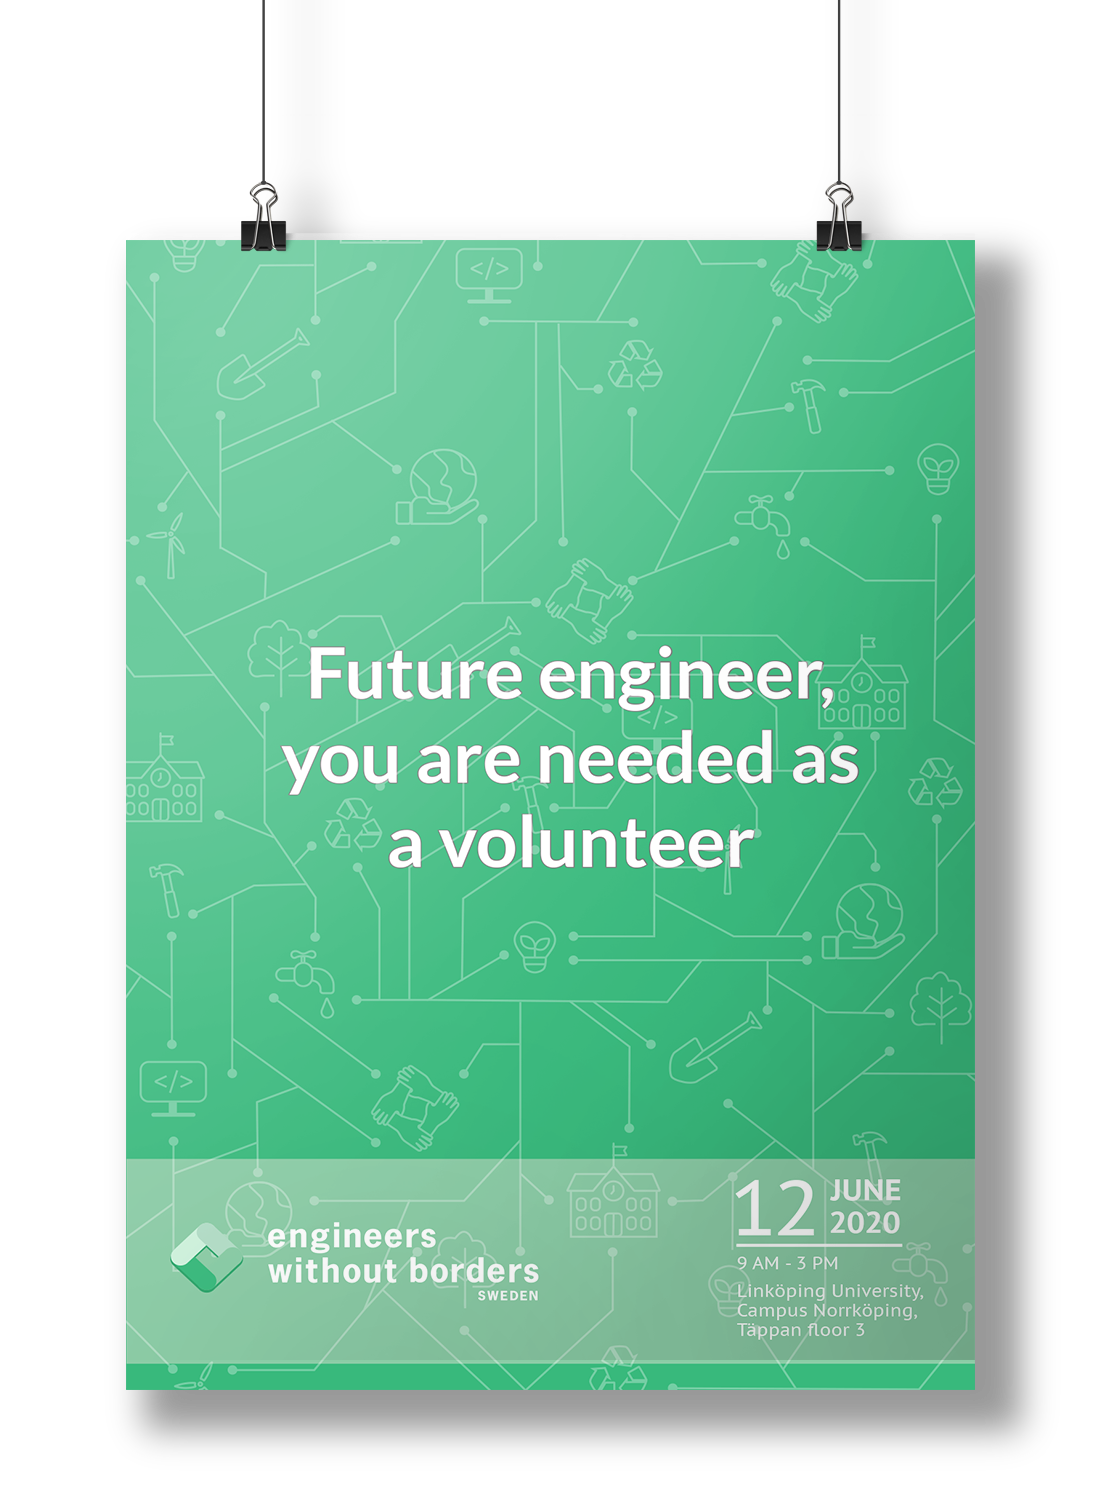 </>
Future engineer,
you are needed as
a volunteer
engineers
without borders
SWEDEN
12 JUNE
2020
9 AM - 3 PM
Linköping University,
Campus Norrköping,
Täppan floor 3